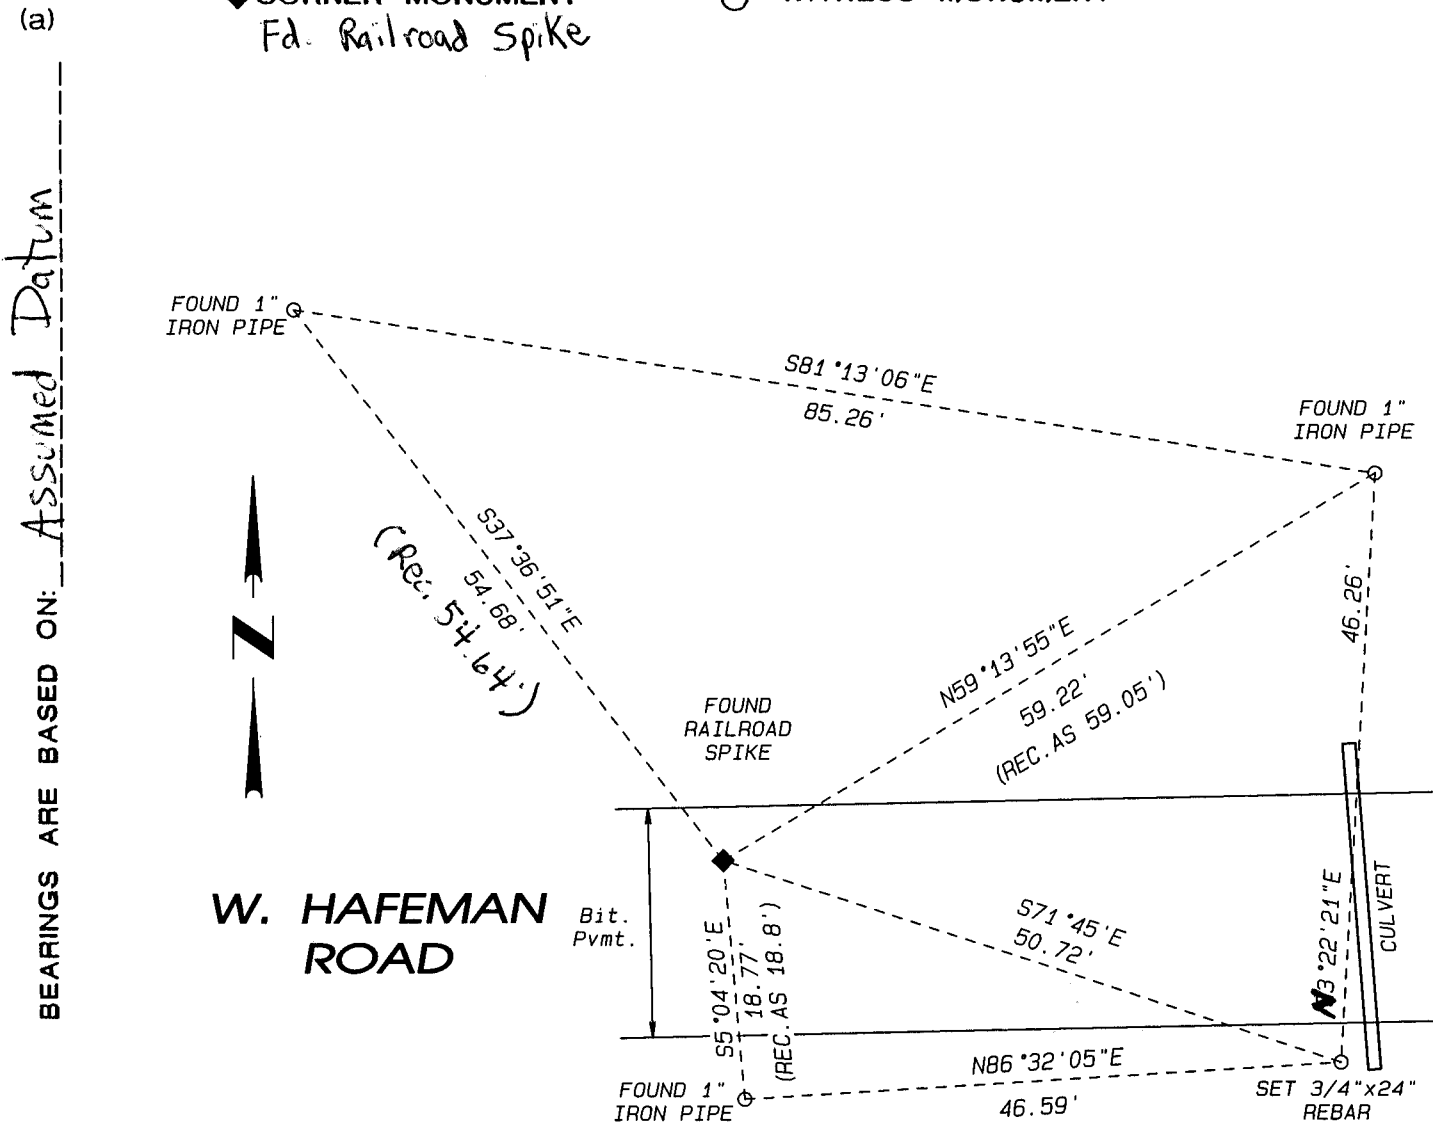 (a)
CORNER MONUMENT
WITNESS MONUMENT
Fd. Railroad Spike
BEARINGS ARE BASED ON: Assumed Datum
FOUND 1"
IRON PIPE
S81°13'06"E
85.26'
FOUND 1"
IRON PIPE
S37°36'51"E
54.68'
(Rec. 54.64')
N59°13'55"E
59.22'
(REC. AS 59.05')
46.26'
N3°22'21"E
N
FOUND
RAILROAD
SPIKE
W. HAFEMAN
ROAD
Bit.
Pvmt.
S71°45'E
50.72'
CULVERT
S5°04'20"E
18.77'
(REC. AS 18.8')
N86°32'05"E
46.59'
FOUND 1"
IRON PIPE
SET 3/4"x24"
REBAR